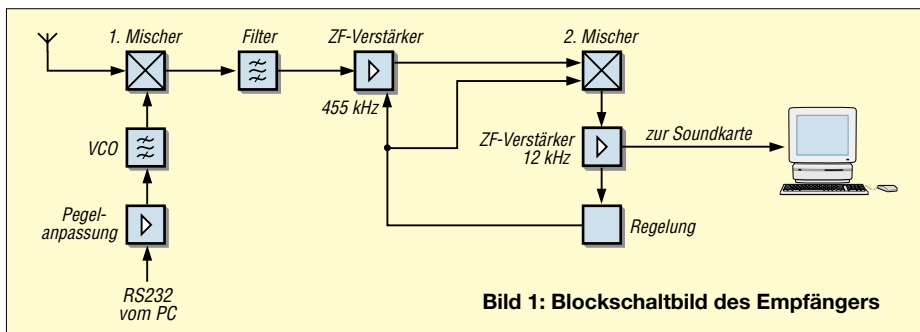 1. Mischer
Filter
ZF-Verstärker
2. Mischer
455 kHz
VCO
ZF-Verstärker
12 kHz
zur Soundkarte
Pegel-
anpassung
Regelung
RS232
vom PC
Bild 1: Blockschaltbild des Empfängers